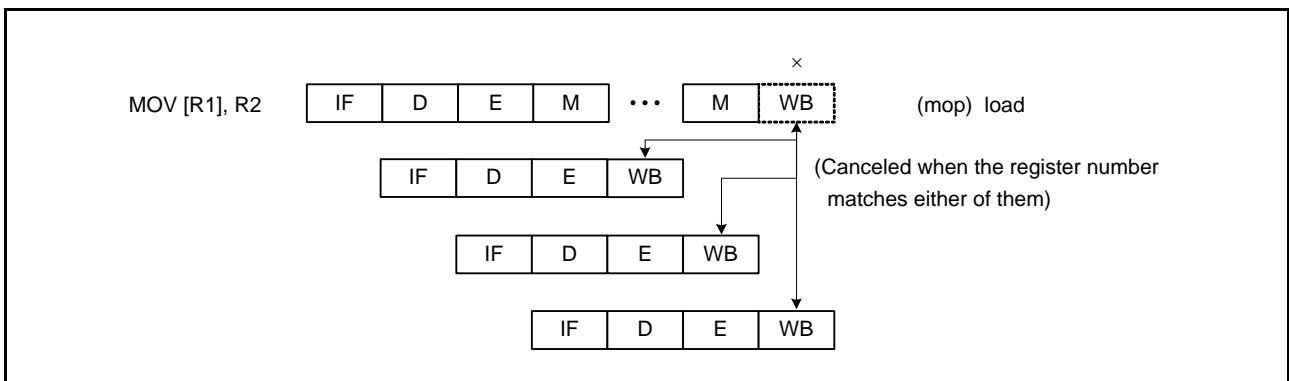 ×
MOV [R1], R2 IF D E M ••• M WB (mop) load
IF D E WB (Canceled when the register number
matches either of them)
IF D E WB
IF D E WB